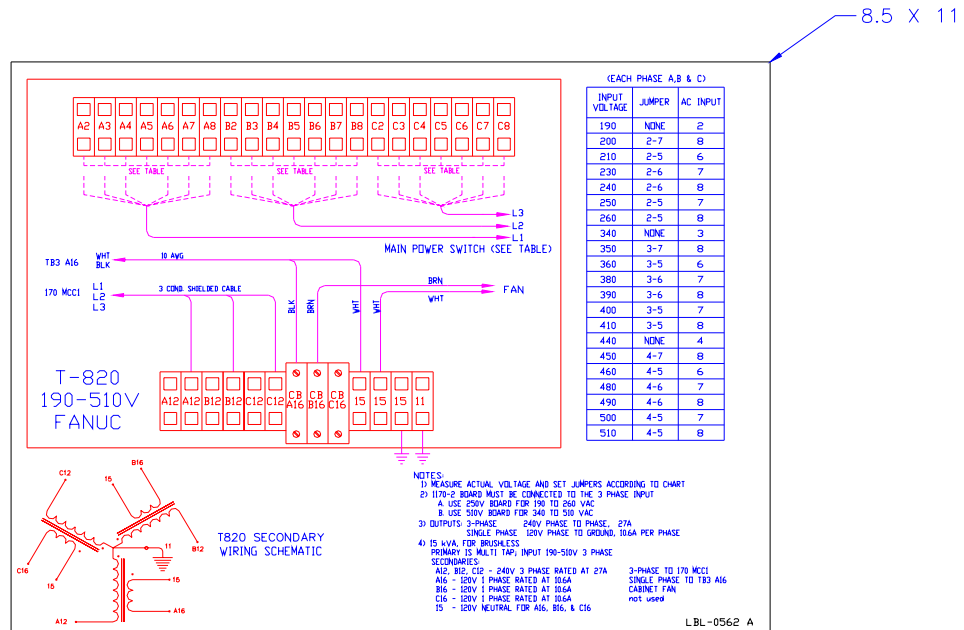 8.5 X 11
(EACH PHASE A,B & C)
INPUT VOLTAGE JUMPER AC INPUT
190 NONE 2
200 2-7 8
210 2-5 6
230 2-6 7
240 2-6 8
250 2-5 7
260 2-5 8
340 NONE 3
350 3-7 8
360 3-5 6
380 3-6 7
390 3-6 8
400 3-5 7
410 3-5 8
440 NONE 4
450 4-7 8
460 4-5 6
480 4-6 7
490 4-6 8
500 4-5 7
510 4-5 8
A2 A3 A4 A5 A6 A7 A8 B2 B3 B4 B5 B6 B7 B8 C2 C3 C4 C5 C6 C7 C8
SEE TABLE SEE TABLE SEE TABLE
L3
L2
L1
MAIN POWER SWITCH (SEE TABLE)
TB3 A16 WHT 10 AWG
BLK
170 MCC1 L1 3 COND. SHIELDED CABLE
L2
L3
BLK BRN WHT WHT
BRN
FAN
WHT
T-820
190-510V
FANUC
A12 A12 B12 B12 C12 C12 CB A16 CB B16 CB C16 15 15 15 11
C12 B16
15
11
B12
C16
15
16
A16
A12
T820 SECONDARY
WIRING SCHEMATIC
NOTES:
1) MEASURE ACTUAL VOLTAGE AND SET JUMPERS ACCORDING TO CHART
2) 1170-2 BOARD MUST BE CONNECTED TO THE 3 PHASE INPUT
A. USE 250V BOARD FOR 190 TO 260 VAC
B. USE 510V BOARD FOR 340 TO 510 VAC
3) OUTPUTS: 3-PHASE 240V PHASE TO PHASE, 27A
SINGLE PHASE 120V PHASE TO GROUND, 10.6A PER PHASE
4) 15 kVA, FOR BRUSHLESS
PRIMARY IS MULTI TAP; INPUT 190-510V 3 PHASE
SECONDARIES:
A12, B12, C12 - 240V 3 PHASE RATED AT 27A 3-PHASE TO 170 MCC1
A16 - 120V 1 PHASE RATED AT 10.6A SINGLE PHASE TO TB3 A16
B16 - 120V 1 PHASE RATED AT 10.6A CABINET FAN
C16 - 120V 1 PHASE RATED AT 10.6A not used
15 - 120V NEUTRAL FOR A16, B16, & C16
LBL-0562 A